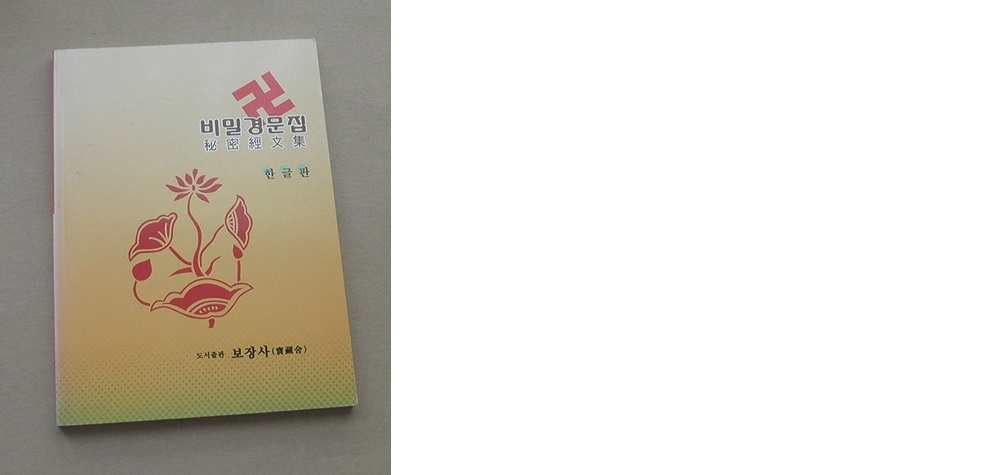 卍
비밀경문집
秘密經文集
한글판
도서출판 보장사(寶藏舍)